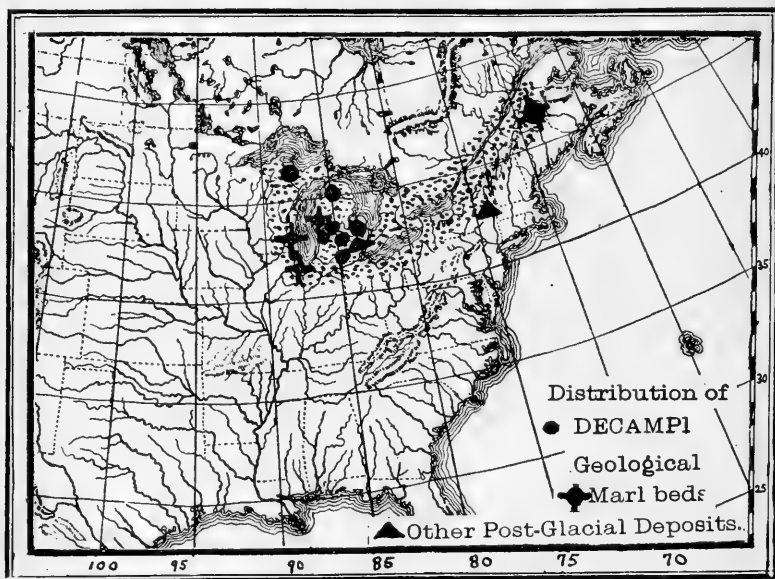 40
35
30
Distribution of
DECAMPI
Geological
Marl beds
25
Other Post-Glacial Deposits.
100 95 90 85 80 75 70